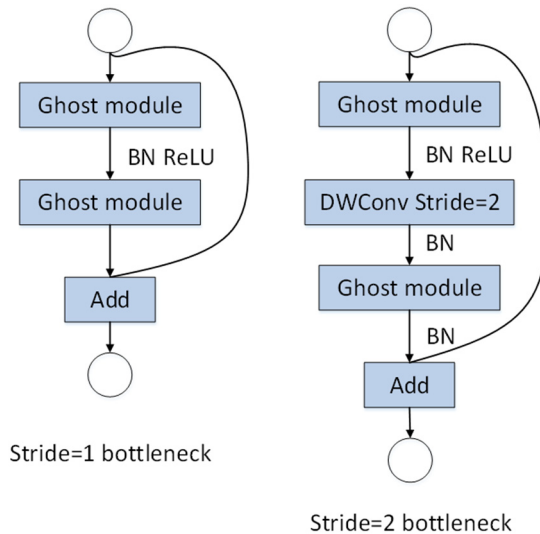 Ghost module
BN ReLU
Ghost module
Add
Stride=1 bottleneck
Ghost module
BN ReLU
DWConv Stride=2
BN
Ghost module
BN
Add
Stride=2 bottleneck